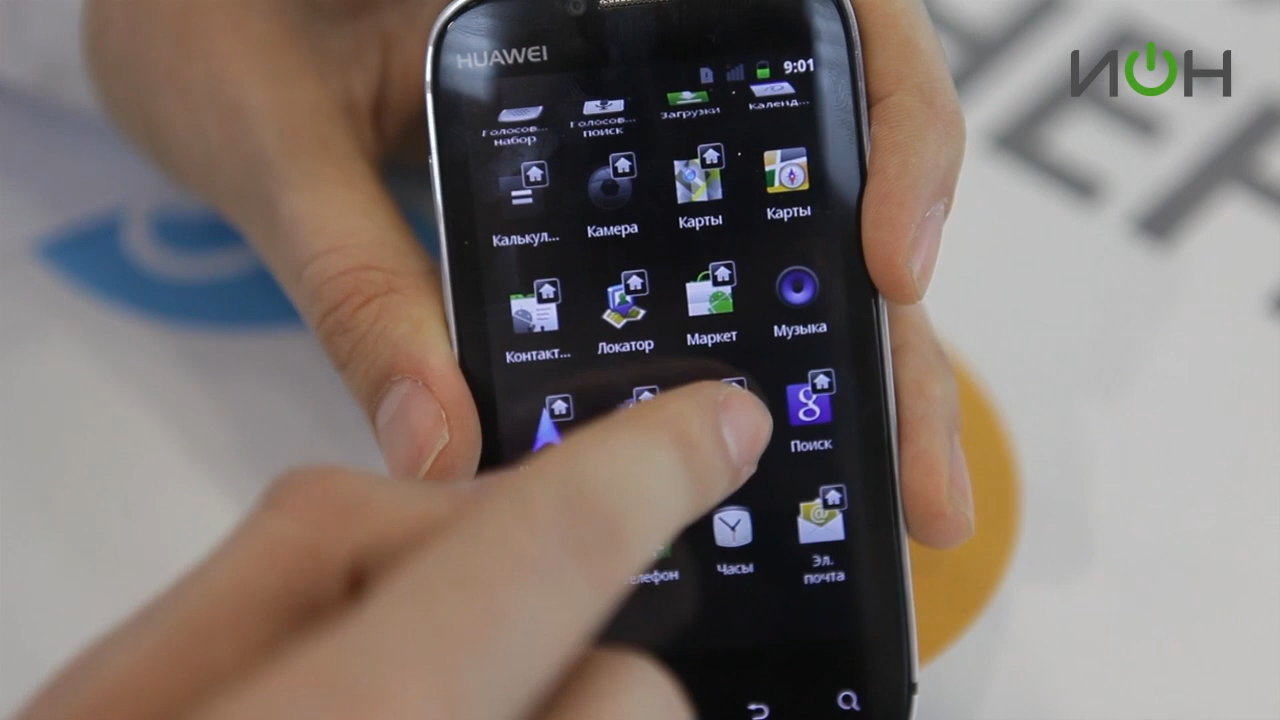 HUAWEI
ИОН
9:01
Голосов...
набор
Голосов...
поиск
Загрузки
Календ...
Калькул...
Камера
Карты
Карты
Контакт...
Локатор
Маркет
Музыка
Поиск
елефон
Часы
Эл.
почта